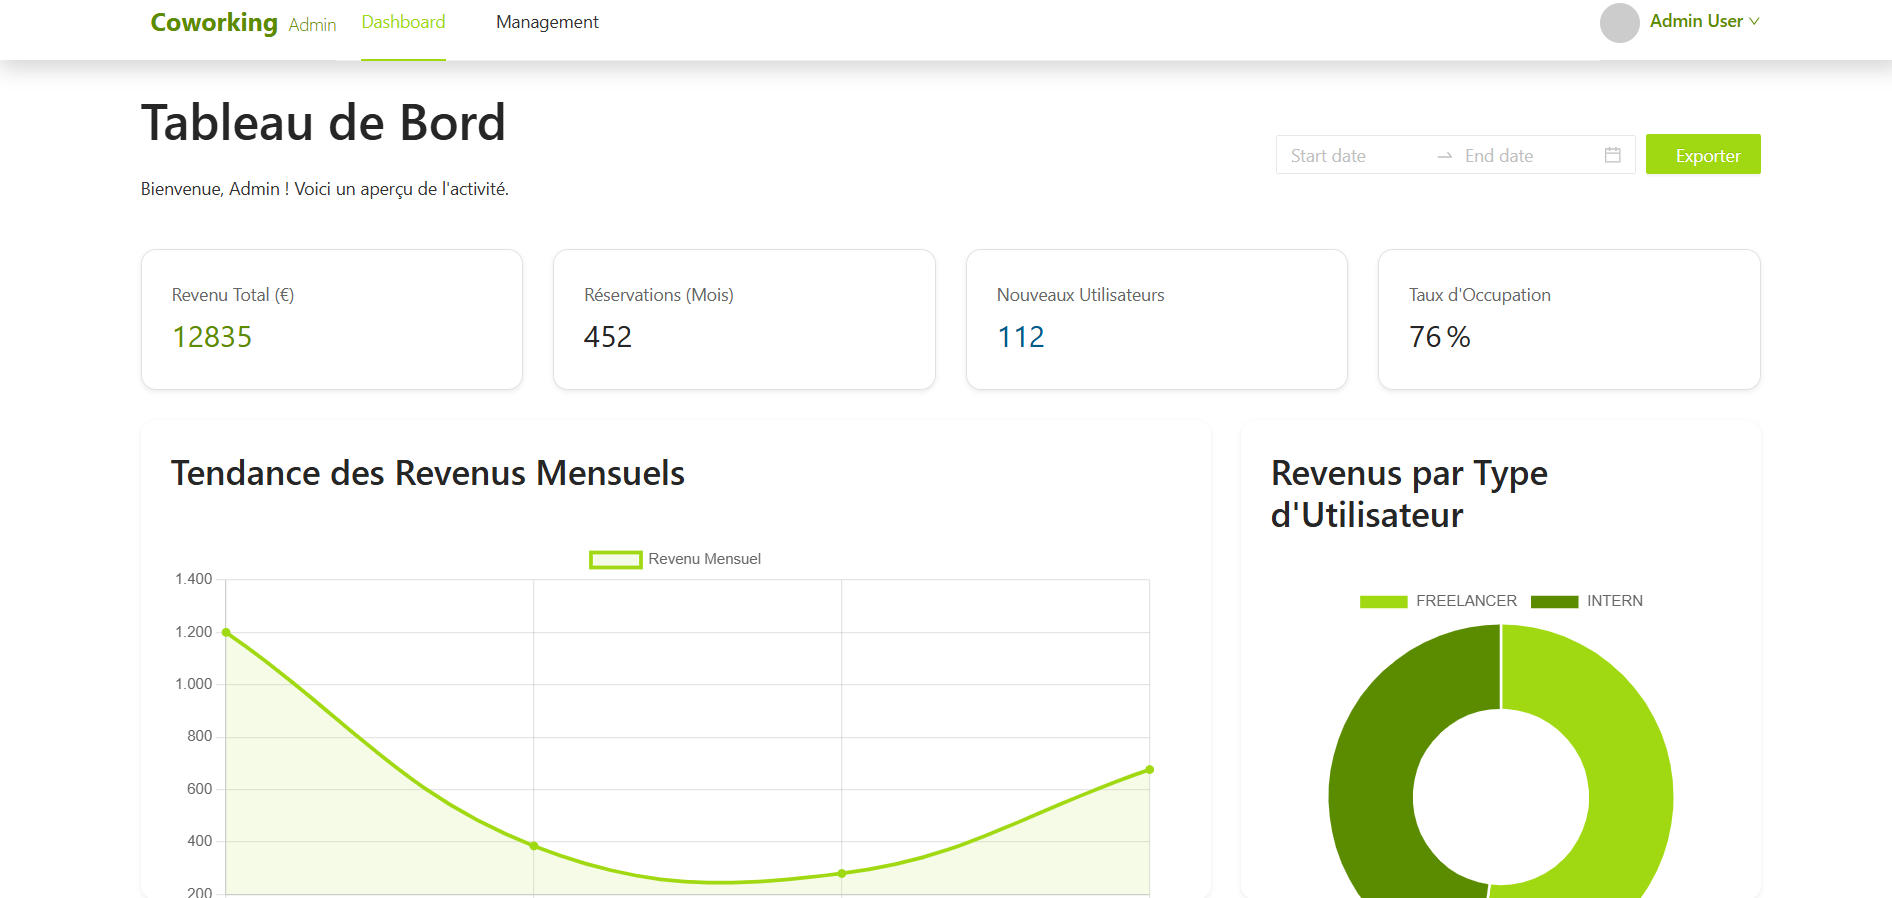 Coworking Admin Dashboard Management Admin User
Tableau de Bord
Start date End date Exporter
Bienvenue, Admin ! Voici un aperçu de l'activité.
Revenu Total (€)
12835
Réservations (Mois)
452
Nouveaux Utilisateurs
112
Taux d'Occupation
76 %
Tendance des Revenus Mensuels
Revenu Mensuel
1.400
1.200
1.000
800
600
400
200
Revenus par Type
d'Utilisateur
FREELANCER INTERN